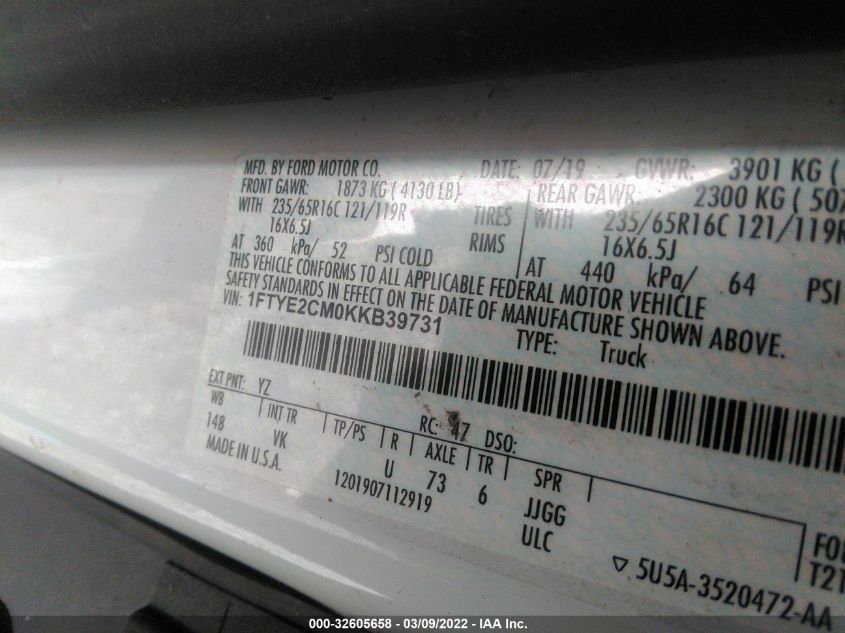 MFD. BY FORD MOTOR CO. DATE: 07/19 GVWR: 3901 KG (
FRONT GAWR: 1873 KG ( 4130 LB) REAR GAWR: 2300 KG ( 507
WITH 235/65R16C 121/119R TIRES WITH 235/65R16C 121/119R
16X6.5J RIMS 16X6.5J
AT 360 kPa/ 52 PSI COLD AT 440 kPa/ 64 PSI
THIS VEHICLE CONFORMS TO ALL APPLICABLE FEDERAL MOTOR VEHICLE
SAFETY STANDARDS IN EFFECT ON THE DATE OF MANUFACTURE SHOWN ABOVE.
VIN: 1FTYE2CM0KKB39731 TYPE: Truck
EXT PNT: YZ RC: 47 DSO:
WB INT TR TP/PS R AXLE TR SPR
148 VK U 73 6 JJGG
MADE IN U.S.A. 1201907112919 ULC
▽ 5U5A-3520472-AA
T21
000-32605658 - 03/09/2022 - IAA Inc.